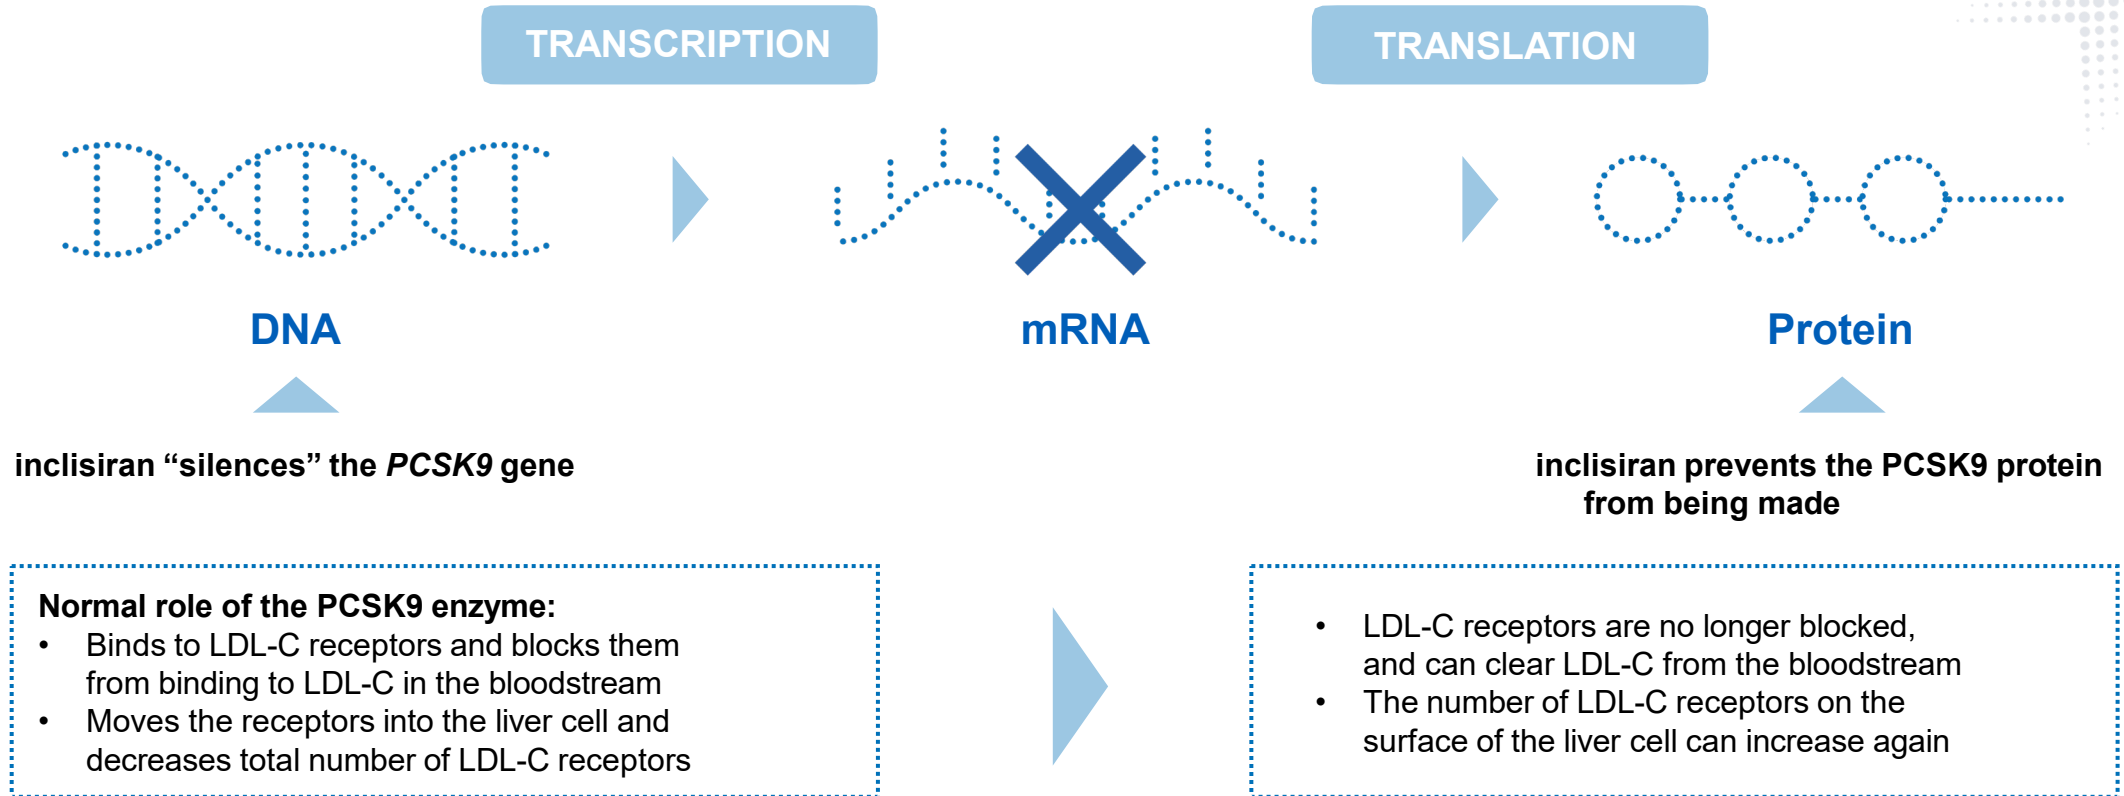 TRANSCRIPTION
TRANSLATION
DNA
mRNA
Protein
inclisiran “silences” the PCSK9 gene
inclisiran prevents the PCSK9 protein
from being made
Normal role of the PCSK9 enzyme:
• Binds to LDL-C receptors and blocks them
from binding to LDL-C in the bloodstream
• Moves the receptors into the liver cell and
decreases total number of LDL-C receptors
• LDL-C receptors are no longer blocked,
and can clear LDL-C from the bloodstream
• The number of LDL-C receptors on the
surface of the liver cell can increase again